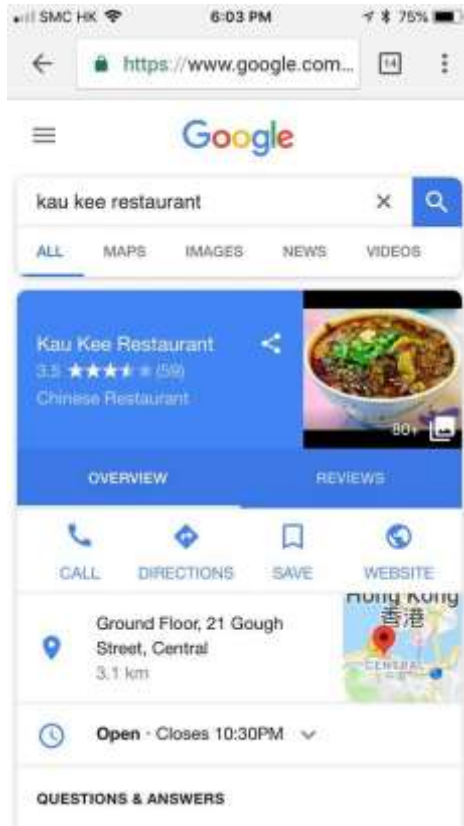 SMC HK 6:03 PM 75%
https://www.google.com... 14
Google
kau kee restaurant
ALL MAPS IMAGES NEWS VIDEOS
Kau Kee Restaurant
3.5 (59)
Chinese Restaurant
80+
OVERVIEW REVIEWS
CALL DIRECTIONS SAVE WEBSITE
Hong Kong
香港
CENTRAL
Ground Floor, 21 Gough
Street, Central
3.1 km
Open · Closes 10:30PM
QUESTIONS & ANSWERS